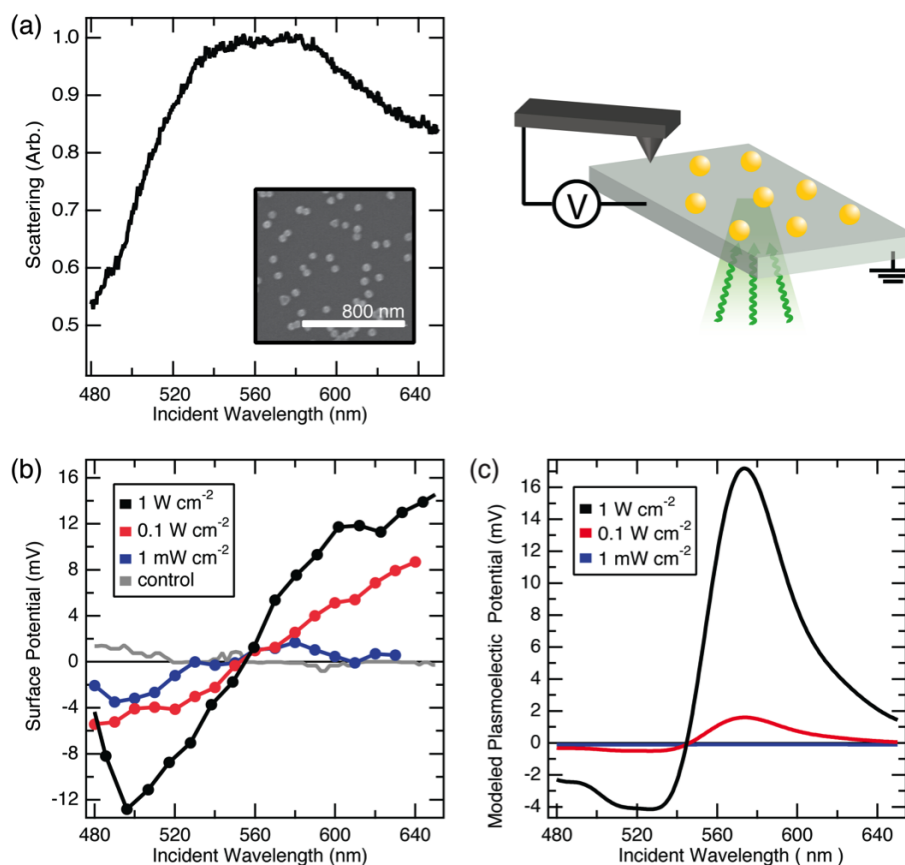 (a)
1.0
0.9
0.8
0.7
0.6
0.5
Scattering (Arb.)
800 nm
480 520 560 600 640
Incident Wavelength (nm)
V
(b)
16
12
8
4
0
-4
-8
-12
Surface Potential (mV)
1 W cm⁻²
0.1 W cm⁻²
1 mW cm⁻²
control
480 520 560 600 640
Incident Wavelength (nm)
(c)
16
14
12
10
8
6
4
2
0
-2
-4
Modeled Plasmoelectric Potential (mV)
1 W cm⁻²
0.1 W cm⁻²
1 mW cm⁻²
480 520 560 600 640
Incident Wavelength ( nm )